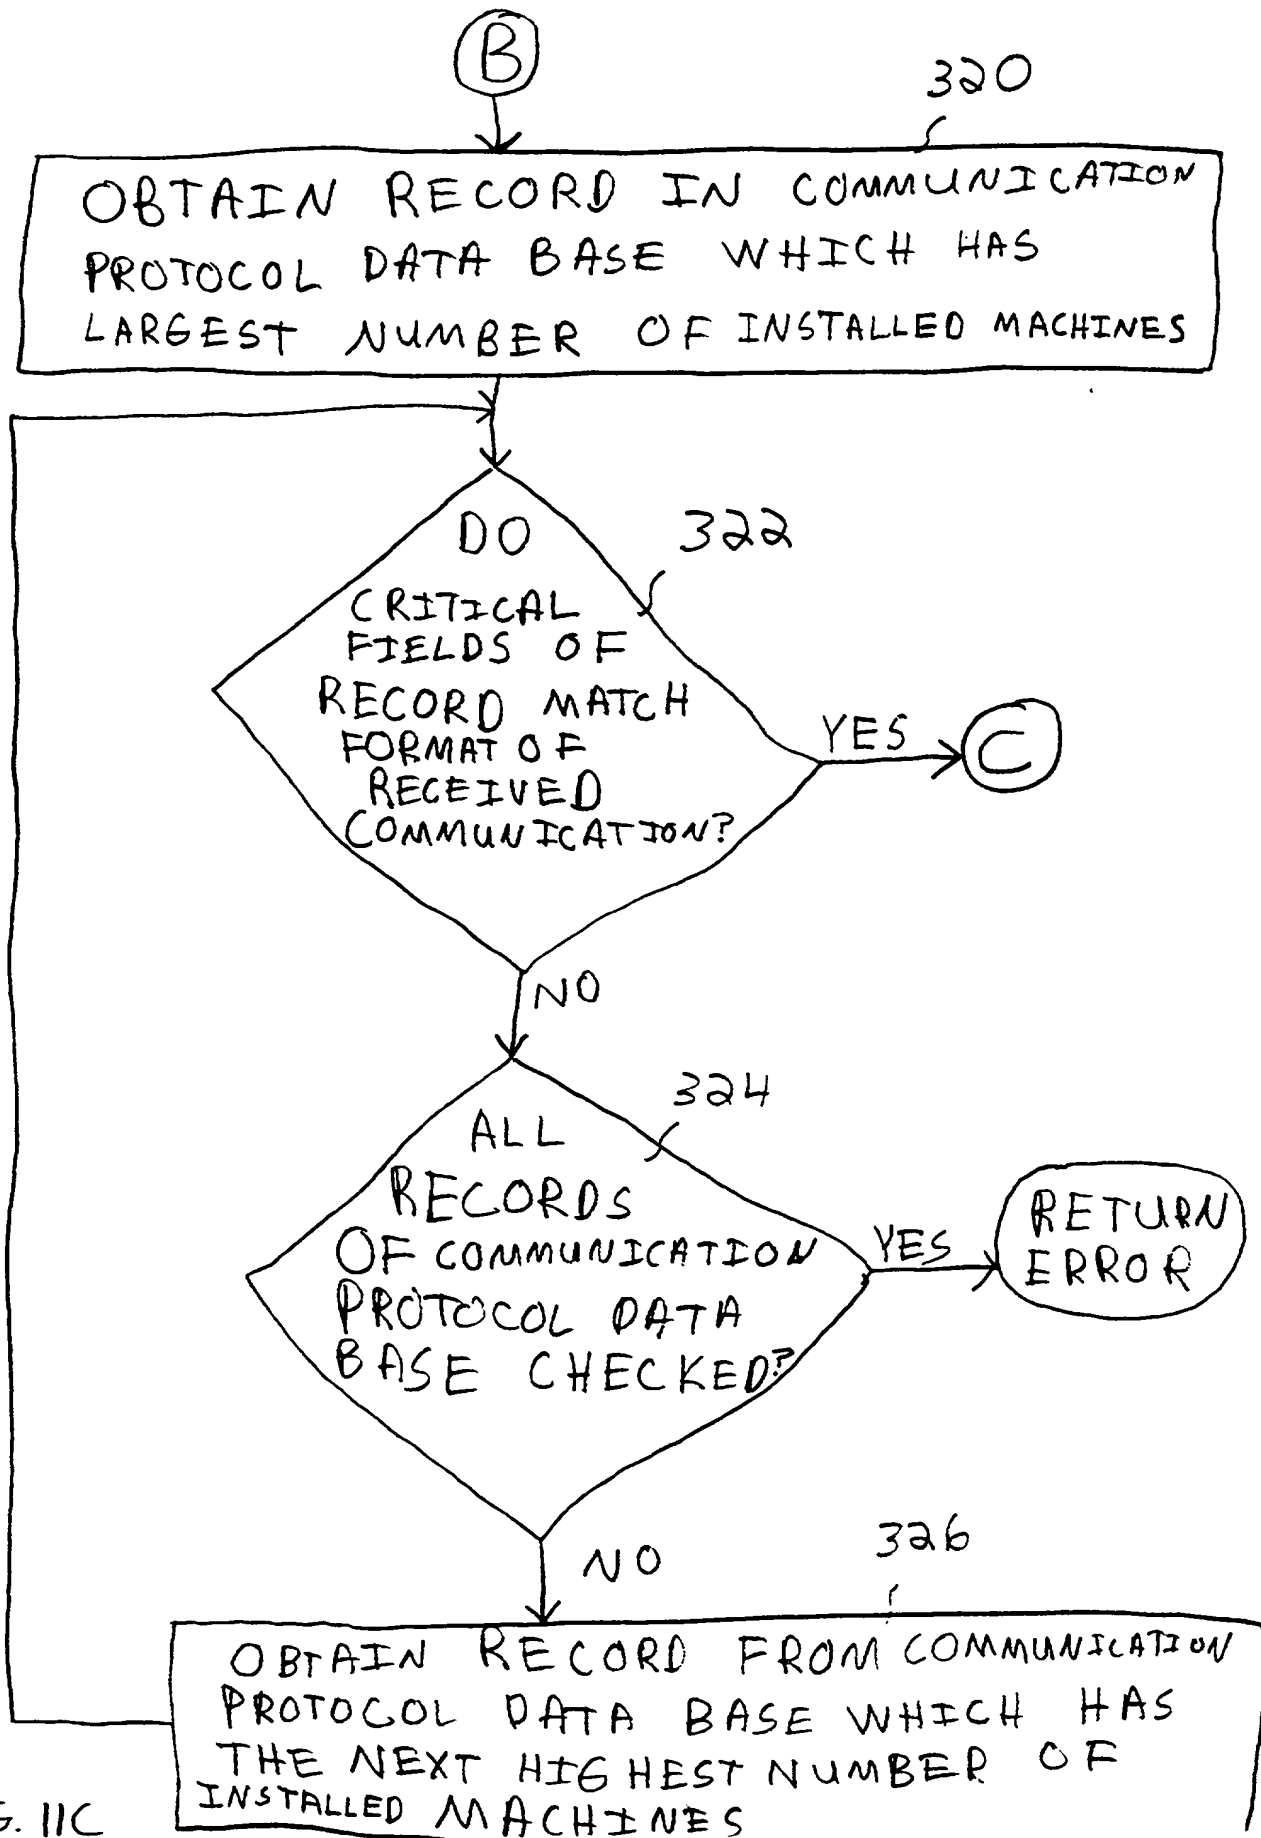 B
320
OBTAIN RECORD IN COMMUNICATION
PROTOCOL DATA BASE WHICH HAS
LARGEST NUMBER OF INSTALLED MACHINES
DO
322
CRITICAL
FIELDS OF
RECORD MATCH
FORMAT OF
RECEIVED
COMMUNICATION?
YES
C
NO
324
ALL
RECORDS
OF COMMUNICATION
PROTOCOL DATA
BASE CHECKED?
YES
RETURN
ERROR
NO
326
OBTAIN RECORD FROM COMMUNICATION
PROTOCOL DATA BASE WHICH HAS
THE NEXT HIGHEST NUMBER OF
INSTALLED MACHINES
G. 11C